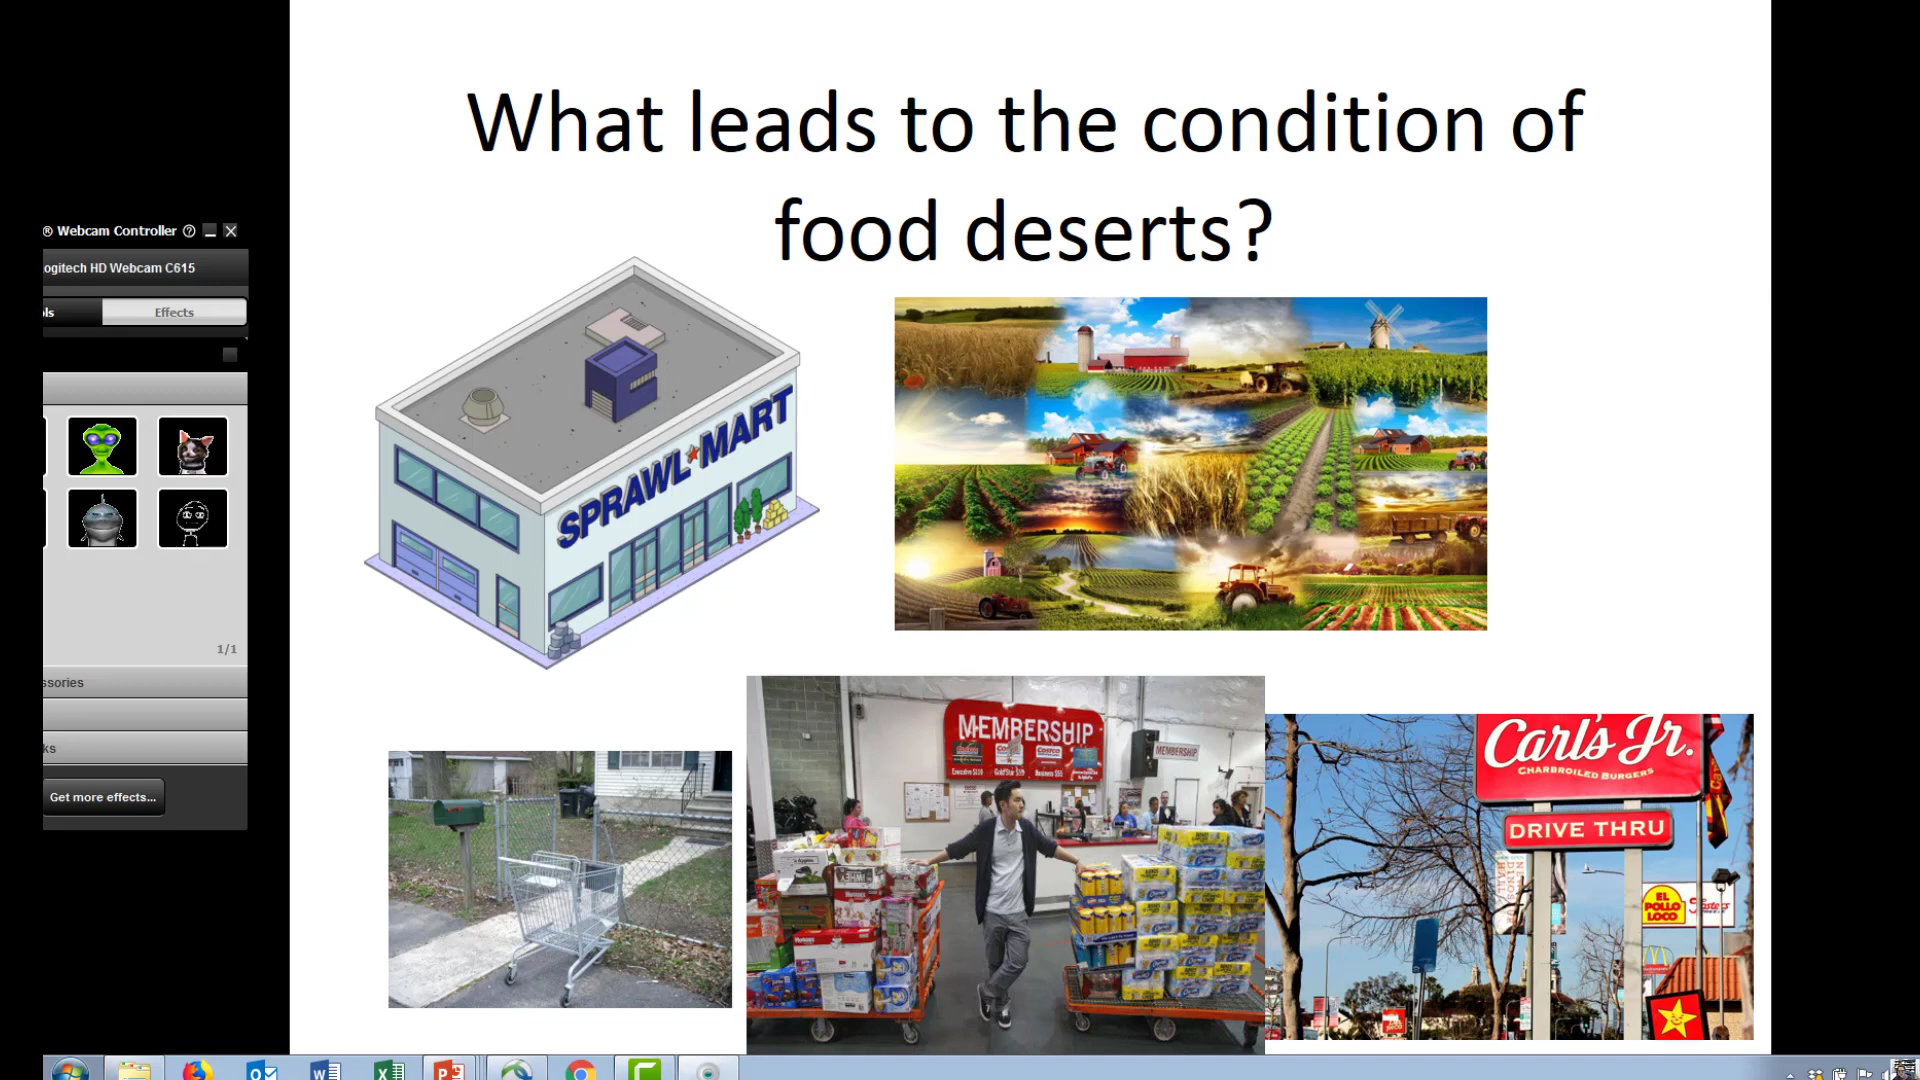 What leads to the condition of
food deserts?
® Webcam Controller
ogitech HD Webcam C615
ls
Effects
1/1
ssories
ks
Get more effects...
SPRAWL★MART
MEMBERSHIP
MEMBERSHIP
Carl's Jr.
CHARBROILED BURGERS
DRIVE THRU
EL
POLLO
LOCO